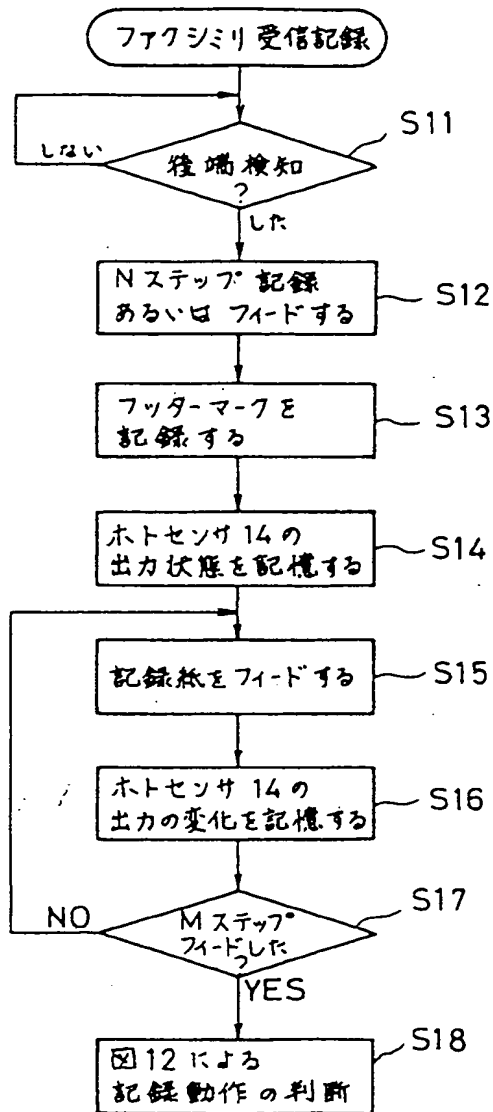 ファクシミリ受信記録
S11
しない
後端検知
?
した
Nステップ記録
あるいはフィードする
S12
フッターマークを
記録する
S13
ホトセンサ14の
出力状態を記憶する
S14
記録紙をフィードする
S15
ホトセンサ14の
出力の変化を記憶する
S16
S17
NO
Mステップ
フィードした
?
YES
S18
図12による
記録動作の判断